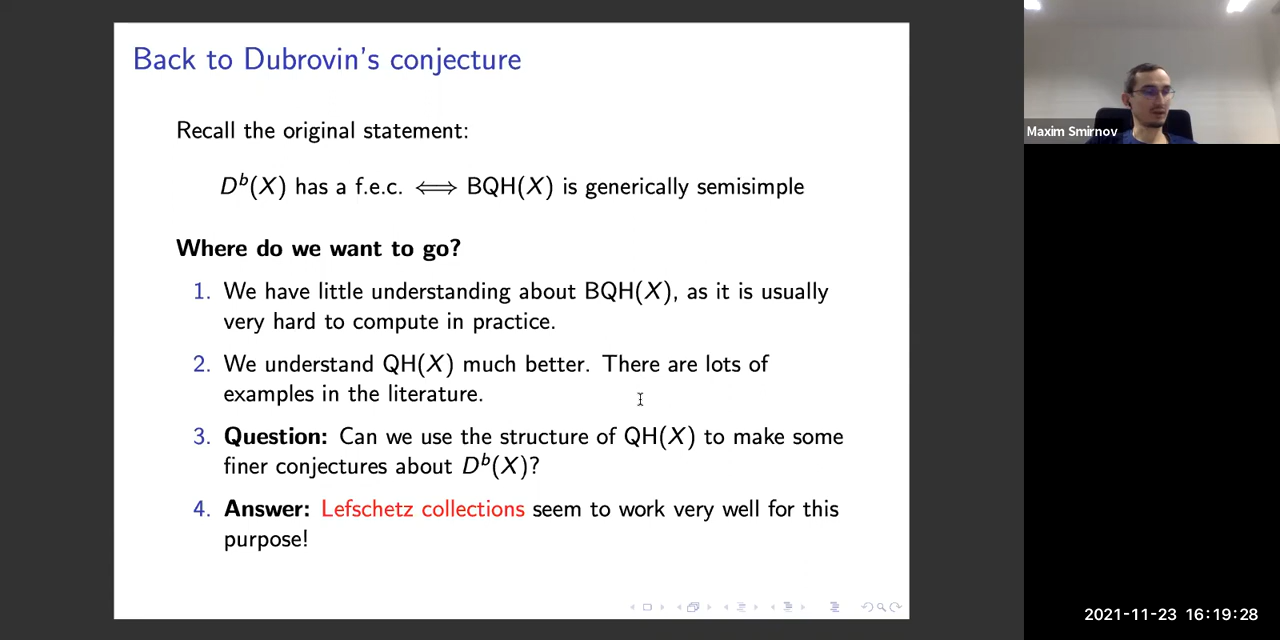 Back to Dubrovin's conjecture
Recall the original statement:
D^b(X) has a f.e.c. ⟺ BQH(X) is generically semisimple
Where do we want to go?
1. We have little understanding about BQH(X), as it is usually
very hard to compute in practice.
2. We understand QH(X) much better. There are lots of
examples in the literature.
3. Question: Can we use the structure of QH(X) to make some
finer conjectures about D^b(X)?
4. Answer: Lefschetz collections seem to work very well for this
purpose!
Maxim Smirnov
2021-11-23 16:19:28